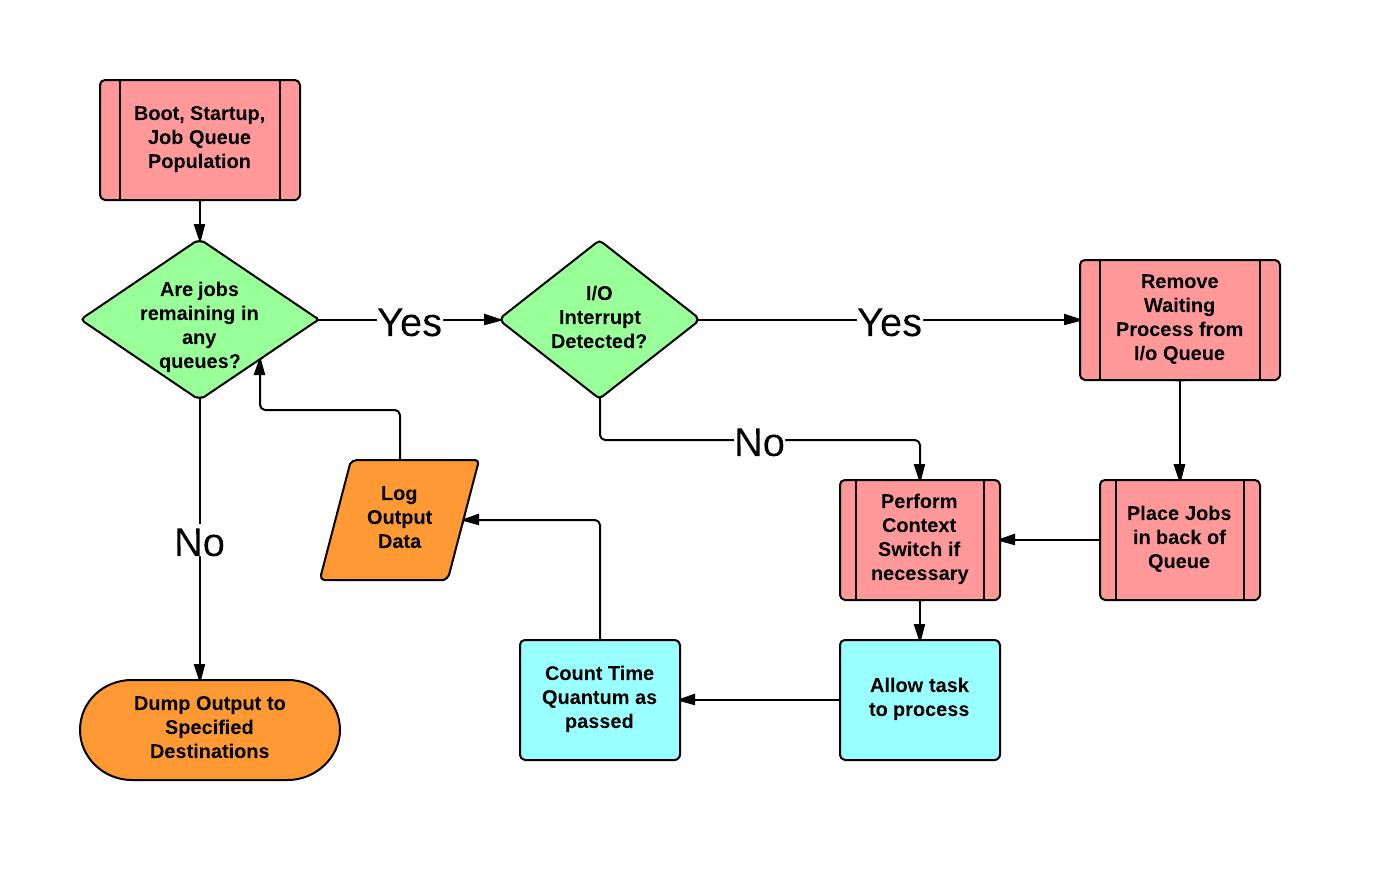 Boot, Startup,
Job Queue
Population
Are jobs
remaining in
any
queues?
Yes
I/O
Interrupt
Detected?
Yes
Remove
Waiting
Process from
I/o Queue
No
Log
Output
Data
Perform
Context
Switch if
necessary
Place Jobs
in back of
Queue
No
Count Time
Quantum as
passed
Allow task
to process
Dump Output to
Specified
Destinations